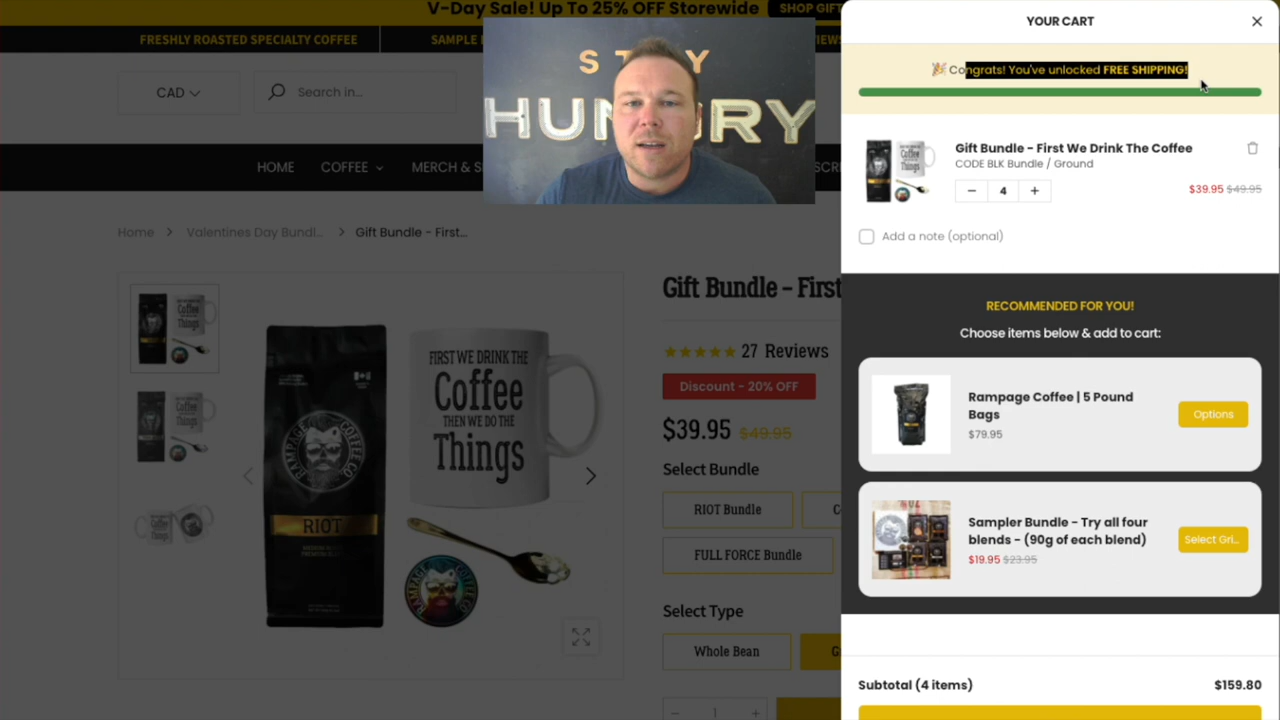 V-Day Sale! Up To 25% OFF Storewide
SHOP GIFT
FRESHLY ROASTED SPECIALTY COFFEE
SAMPLE
IEWS
CAD
Search in...
HOME
COFFEE
MERCH & S
SCRI
STAY
HUNGRY
Home
Valentines Day Bundl...
Gift Bundle - First...
Gift Bundle - First
27 Reviews
Discount - 20% OFF
$39.95 $49.95
Select Bundle
RIOT Bundle
C
FULL FORCE Bundle
Select Type
Whole Bean
G
1
RAMPAGE COFFEE CO.
RIOT
FIRST WE DRINK THE
Coffee
THEN WE DO THE
Things
YOUR CART
Congrats! You've unlocked FREE SHIPPING!
Gift Bundle - First We Drink The Coffee
CODE BLK Bundle / Ground
4
$39.95 $49.95
Add a note (optional)
RECOMMENDED FOR YOU!
Choose items below & add to cart:
Rampage Coffee | 5 Pound
Bags
$79.95
Options
Sampler Bundle - Try all four
blends - (90g of each blend)
$19.95 $23.95
Select Gri...
Subtotal (4 items)
$159.80